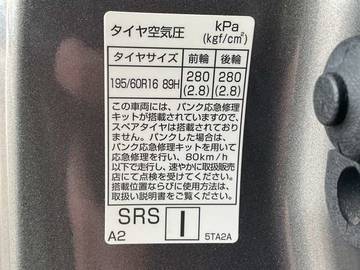 タイヤ空気圧 kPa
(kgf/cm²)
タイヤサイズ 前輪 後輪
195/60R16 89H 280 280
(2.8) (2.8)
この車両には、パンク応急修理
キットが搭載されていますので、
スペアタイヤは搭載されており
ません。パンクした場合は、
パンク応急修理キットを用いて
応急修理を行い、80km/h
以下で走行し、速やかに取扱販売
店にて点検を受けてください。
搭載位置ならびに使用方法は、
取扱い説明書をご覧ください。
SRS I
A2 5TA2A